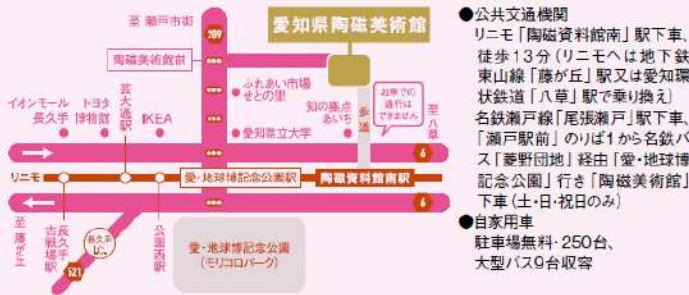 至 瀬戸市街
209
愛知県陶磁美術館
陶磁美術館前
ふれあい市場
せとの里
知の拠点
あいち
愛知県立大学
お車での
通行は
できません
歩道
至 八草
イオンモール
長久手
トヨタ
博物館
芸大通駅
IKEA
6
リニモ
愛・地球博記念公園駅
陶磁資料館南駅
6
至 藤が丘
長久手
古戦場駅
長久手
I.C.
521
公園西駅
愛・地球博記念公園
(モリコロパーク)
●公共交通機関
リニモ「陶磁資料館南」駅下車、
徒歩13分(リニモへは地下鉄
東山線「藤が丘」駅又は愛知環
状鉄道「八草」駅で乗り換え)
名鉄瀬戸線「尾張瀬戸」駅下車、
「瀬戸駅前」のりば1から名鉄バ
ス「菱野団地」経由「愛・地球博
記念公園」行き「陶磁美術館」
下車(土・日・祝日のみ)
●自家用車
駐車場無料・250台、
大型バス9台収容